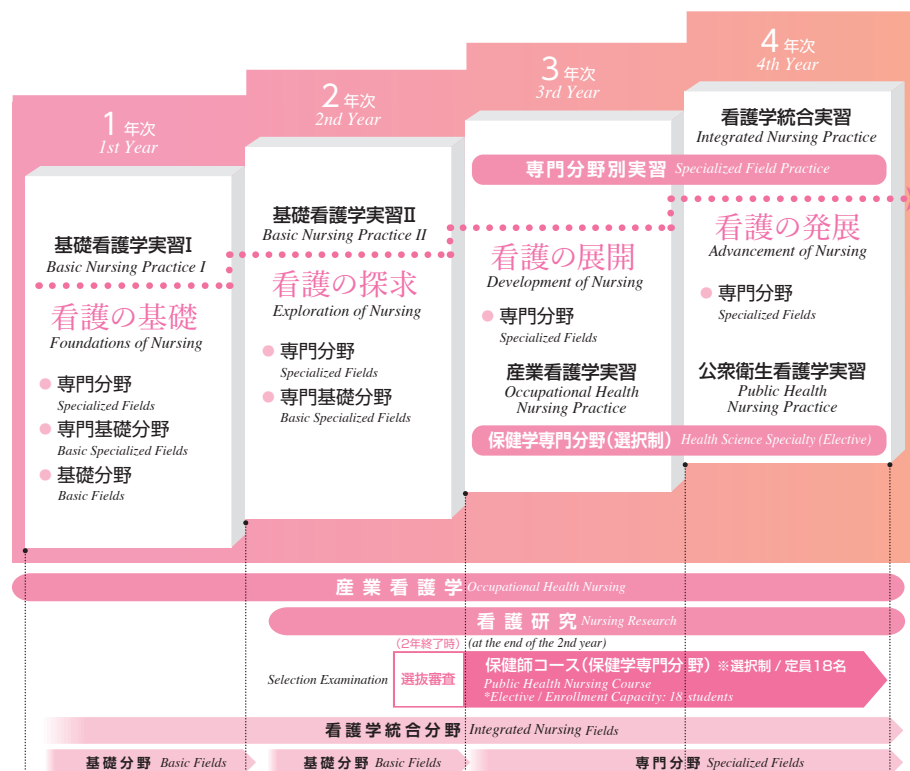 1 年次
1st Year
基礎看護学実習I
Basic Nursing Practice I
看護の基礎
Foundations of Nursing
専門分野
Specialized Fields
専門基礎分野
Basic Specialized Fields
基礎分野
Basic Fields
2 年次
2nd Year
基礎看護学実習II
Basic Nursing Practice II
看護の探求
Exploration of Nursing
専門分野
Specialized Fields
専門基礎分野
Basic Specialized Fields
3 年次
3rd Year
4 年次
4th Year
看護学統合実習
Integrated Nursing Practice
専門分野別実習 Specialized Field Practice
看護の展開
Development of Nursing
専門分野
Specialized Fields
産業看護学実習
Occupational Health
Nursing Practice
看護の発展
Advancement of Nursing
専門分野
Specialized Fields
公衆衛生看護学実習
Public Health
Nursing Practice
保健学専門分野(選択制) Health Science Specialty (Elective)
産業看護学 Occupational Health Nursing
看護研究 Nursing Research
(2年終了時) (at the end of the 2nd year)
Selection Examination 選抜審査
保健師コース(保健学専門分野) ※選択制 / 定員18名
Public Health Nursing Course
*Elective / Enrollment Capacity: 18 students
看護学統合分野 Integrated Nursing Fields
基礎分野 Basic Fields 基礎分野 Basic Fields 専門分野 Specialized Fields